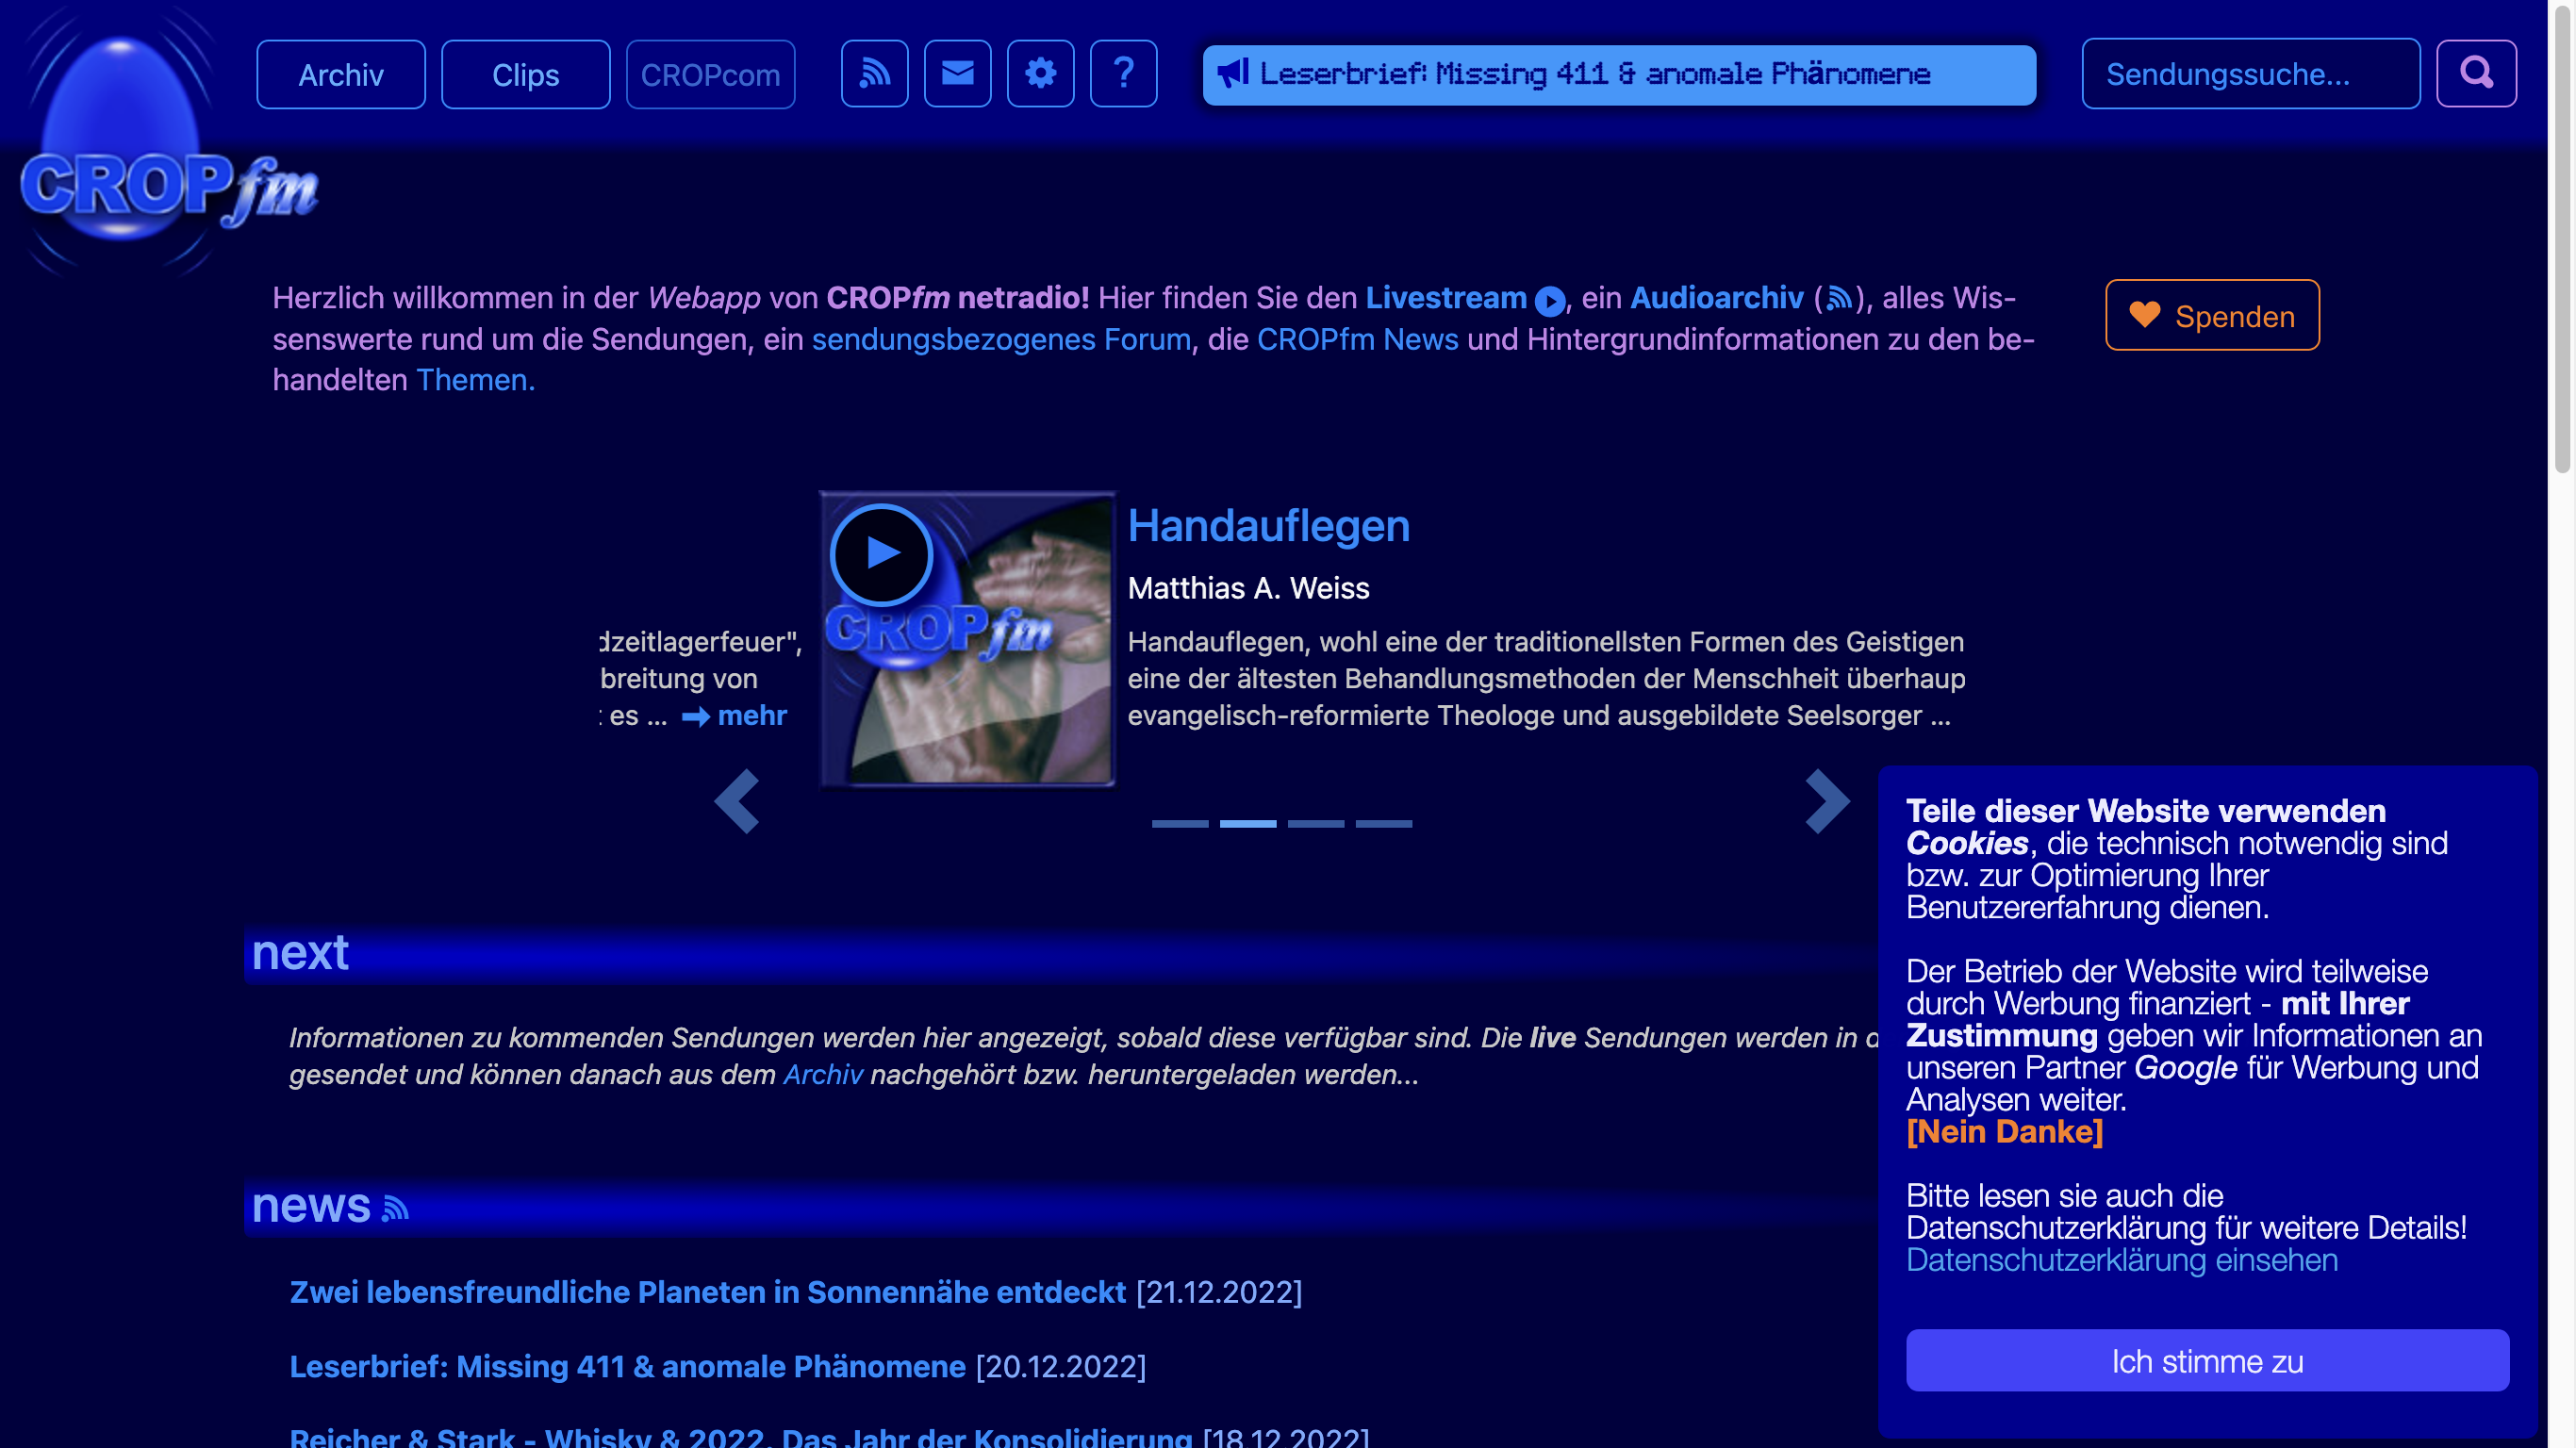 Archiv
Clips
CROPcom
Leserbrief: Missing 411 & anomale Phänomene
Sendungssuche...
CROPfm
Herzlich willkommen in der Webapp von CROPfm netradio! Hier finden Sie den Livestream , ein Audioarchiv ( ), alles Wis-
senswerte rund um die Sendungen, ein sendungsbezogenes Forum, die CROPfm News und Hintergrundinformationen zu den be-
handelten Themen.
Spenden
dzeitlagerfeuer",
breitung von
es ... ➡ mehr
CROPfm
Handauflegen
Matthias A. Weiss
Handauflegen, wohl eine der traditionellsten Formen des Geistigen
eine der ältesten Behandlungsmethoden der Menschheit überhaup
evangelisch-reformierte Theologe und ausgebildete Seelsorger ...
next
Informationen zu kommenden Sendungen werden hier angezeigt, sobald diese verfügbar sind. Die live Sendungen werden in d
gesendet und können danach aus dem Archiv nachgehört bzw. heruntergeladen werden...
news
Zwei lebensfreundliche Planeten in Sonnennähe entdeckt [21.12.2022]
Leserbrief: Missing 411 & anomale Phänomene [20.12.2022]
Reicher & Stark - Whisky & 2022. Das Jahr der Konsolidierung [18.12.2022]
Teile dieser Website verwenden
Cookies, die technisch notwendig sind
bzw. zur Optimierung Ihrer
Benutzererfahrung dienen.
Der Betrieb der Website wird teilweise
durch Werbung finanziert - mit Ihrer
Zustimmung geben wir Informationen an
unseren Partner Google für Werbung und
Analysen weiter.
[Nein Danke]
Bitte lesen sie auch die
Datenschutzerklärung für weitere Details!
Datenschutzerklärung einsehen
Ich stimme zu